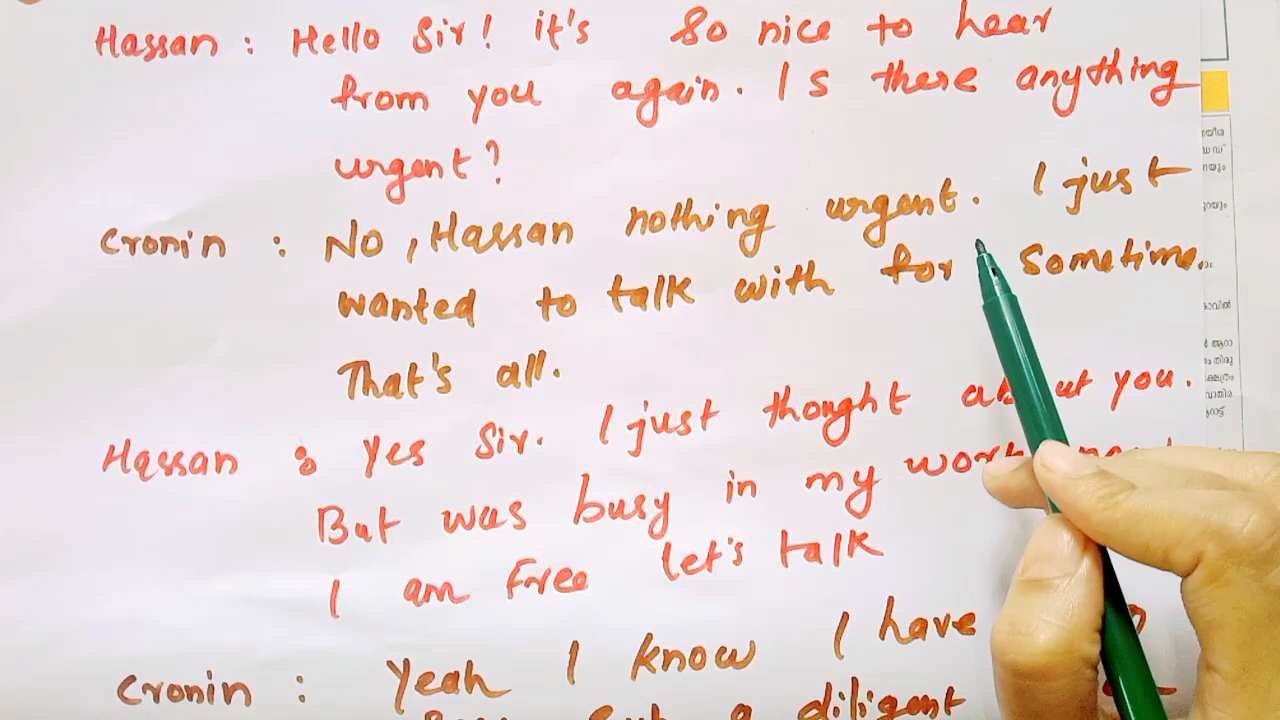 Hassan : Hello Sir! it's So nice to hear
from you again. Is there anything
urgent?
Cronin : No, Hassan nothing urgent. I just
wanted to talk with for sometime.
That's all.
Hassan : Yes Sir. I just thought about you.
But was busy in my work
I am Free let's talk
Cronin : Yeah I know I have
a diligent